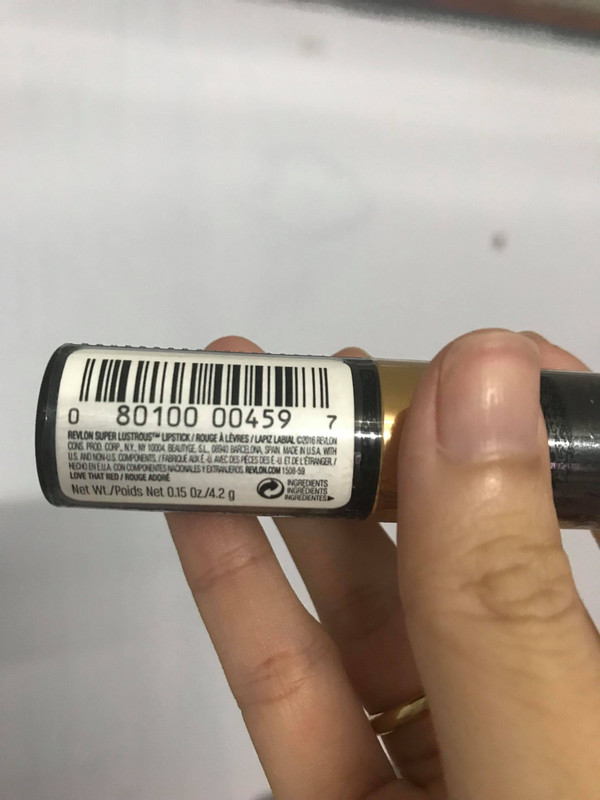 0 80100 00459 7
REVLON SUPER LUSTROUS™ LIPSTICK / ROUGE À LÈVRES / LAPIZ LABIAL ©2016 REVLON
CONS. PROD. CORP., N.Y., NY 10004. BEAUTYGE, S.L., 08940 BARCELONA, SPAIN. MADE IN U.S.A. WITH
U.S. AND NON-U.S. COMPONENTS. / FABRIQUÉ AUX É.-U. AVEC DES PIÈCES DES É.-U. ET DE L'ÉTRANGER. /
HECHO EN E.U.A. CON COMPONENTES NACIONALES Y EXTRANJEROS. REVLON.COM 1508-59
LOVE THAT RED / ROUGE ADORÉ
Net Wt./Poids Net 0.15 Oz./4.2 g
INGREDIENTS
INGRÉDIENTS
INGREDIENTES